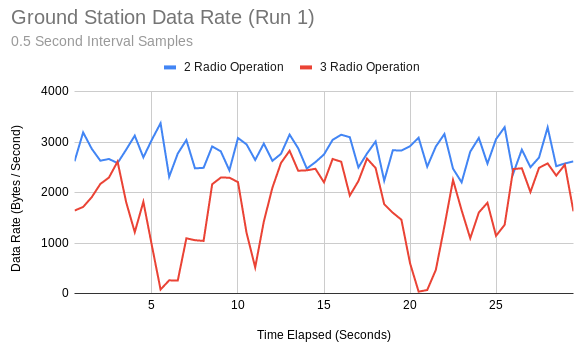 Ground Station Data Rate (Run 1)
0.5 Second Interval Samples
2 Radio Operation
3 Radio Operation
Data Rate (Bytes / Second)
4000
3000
2000
1000
0
5
10
15
20
25
Time Elapsed (Seconds)